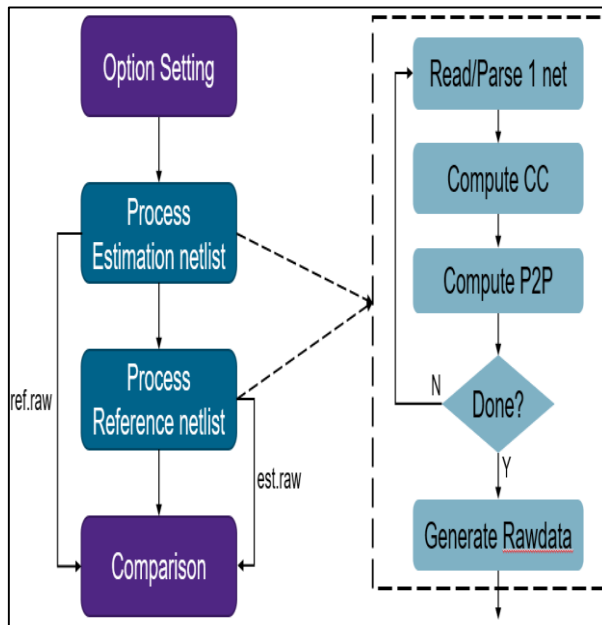 Option Setting
Process
Estimation netlist
Process
Reference netlist
ref.raw
est.raw
Comparison
Read/Parse 1 net
Compute CC
Compute P2P
N
Done?
Y
Generate Rawdata